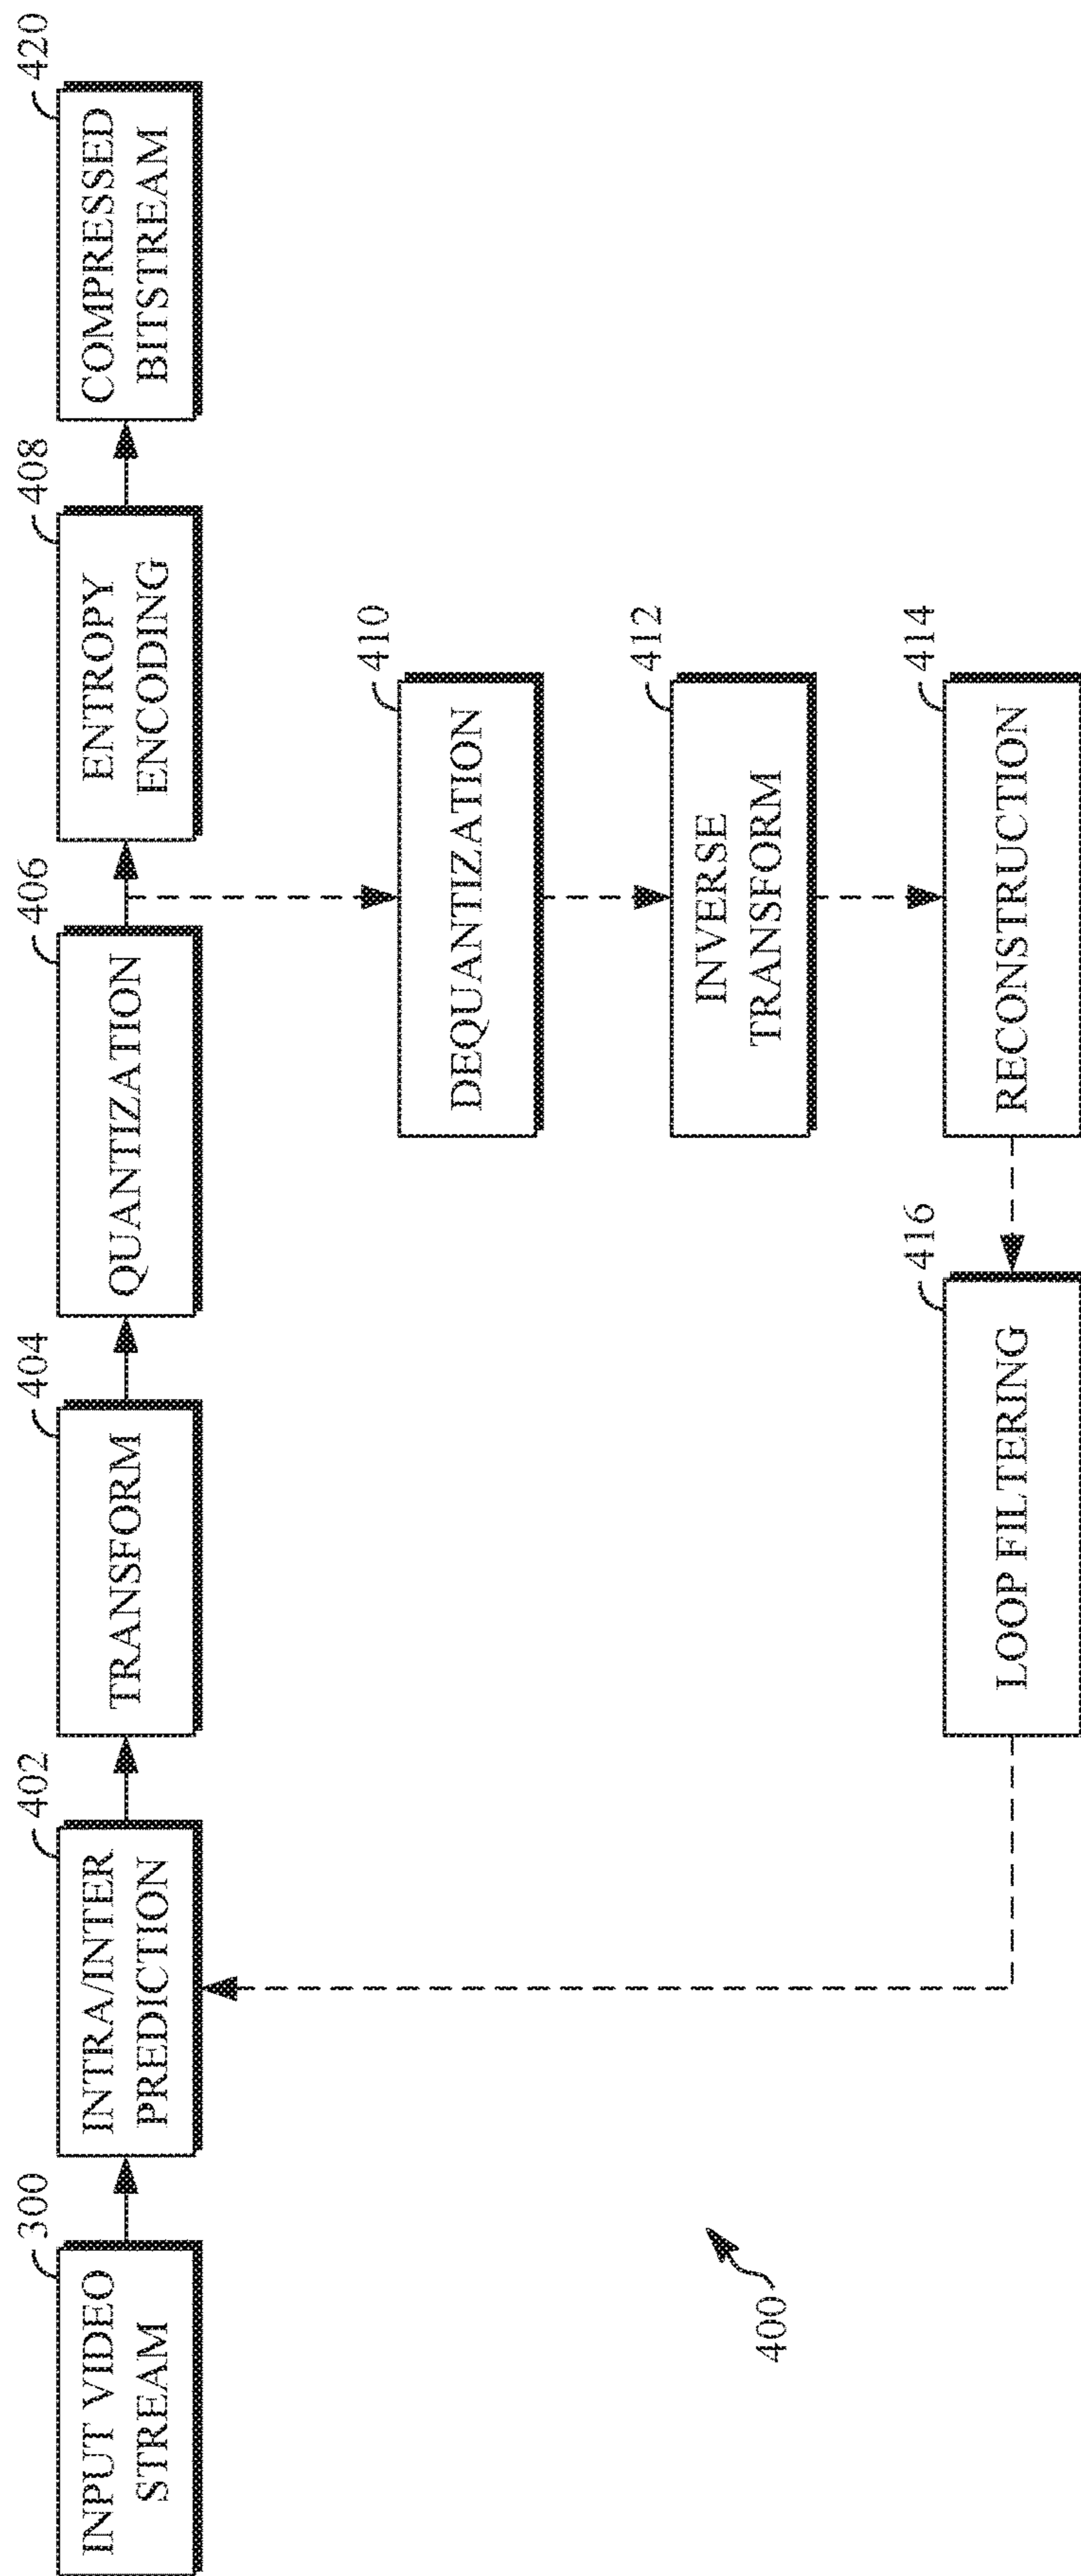 300
INPUT VIDEO
STREAM
402
INTRA/INTER
PREDICTION
404
TRANSFORM
406
QUANTIZATION
408
ENTROPY
ENCODING
420
COMPRESSED
BITSTREAM
410
DEQUANTIZATION
412
INVERSE
TRANSFORM
414
RECONSTRUCTION
416
LOOP FILTERING
400